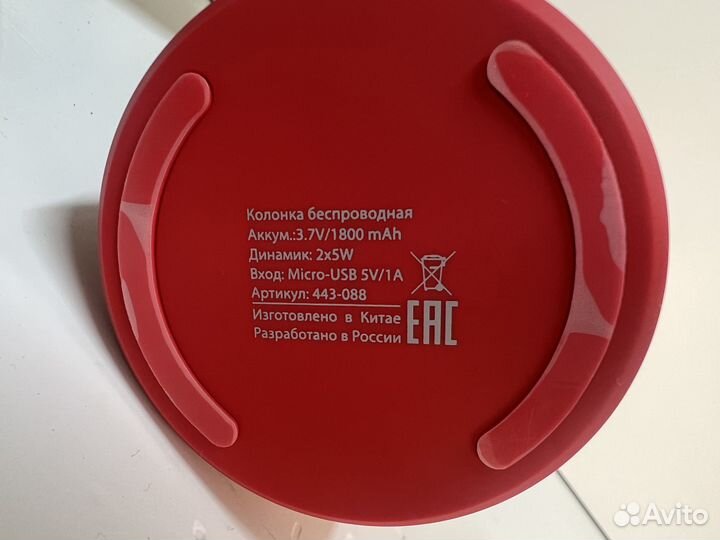 Колонка беспроводная
Аккум.:3.7V/1800 mAh
Динамик: 2x5W
Вход: Micro-USB 5V/1A
Артикул: 443-088
Изготовлено в Китае
Разработано в России
EAC
Avito